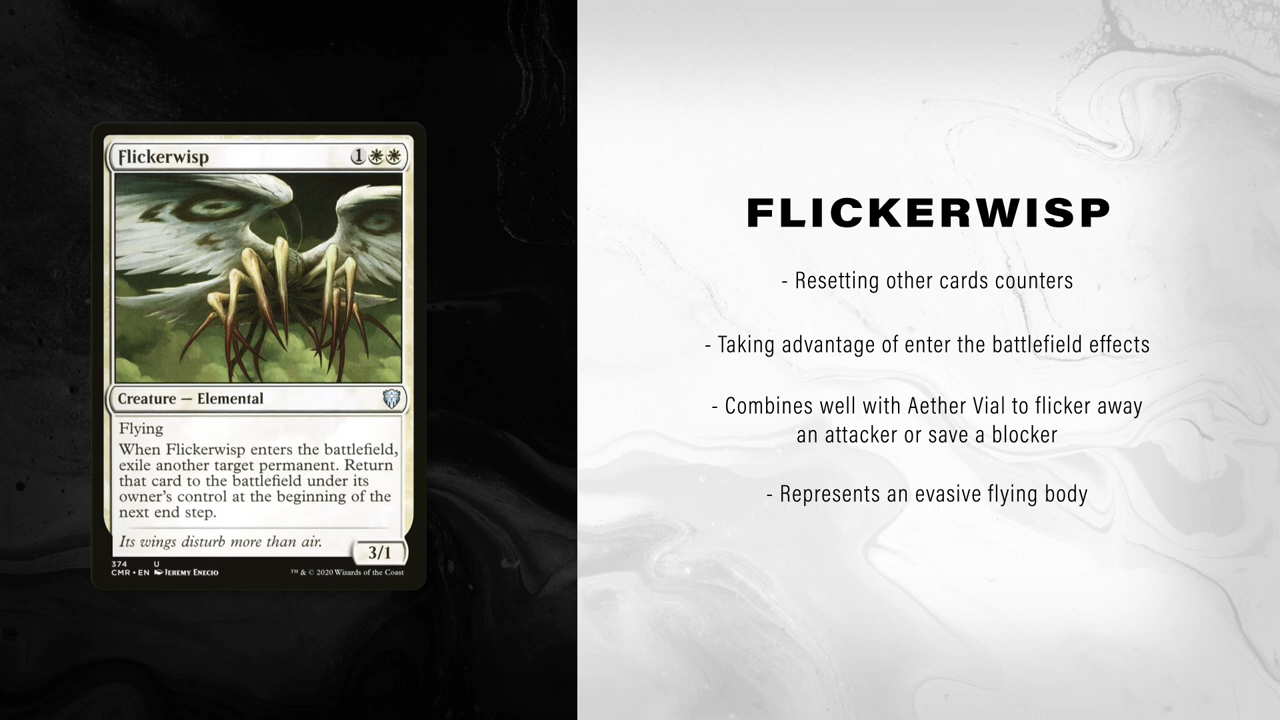 Flickerwisp 1
Creature — Elemental
Flying
When Flickerwisp enters the battlefield,
exile another target permanent. Return
that card to the battlefield under its
owner's control at the beginning of the
next end step.
Its wings disturb more than air.
3/1
374 U
CMR • EN Jeremy Enecio ™ & © 2020 Wizards of the Coast
FLICKERWISP
- Resetting other cards counters
- Taking advantage of enter the battlefield effects
- Combines well with Aether Vial to flicker away
an attacker or save a blocker
- Represents an evasive flying body